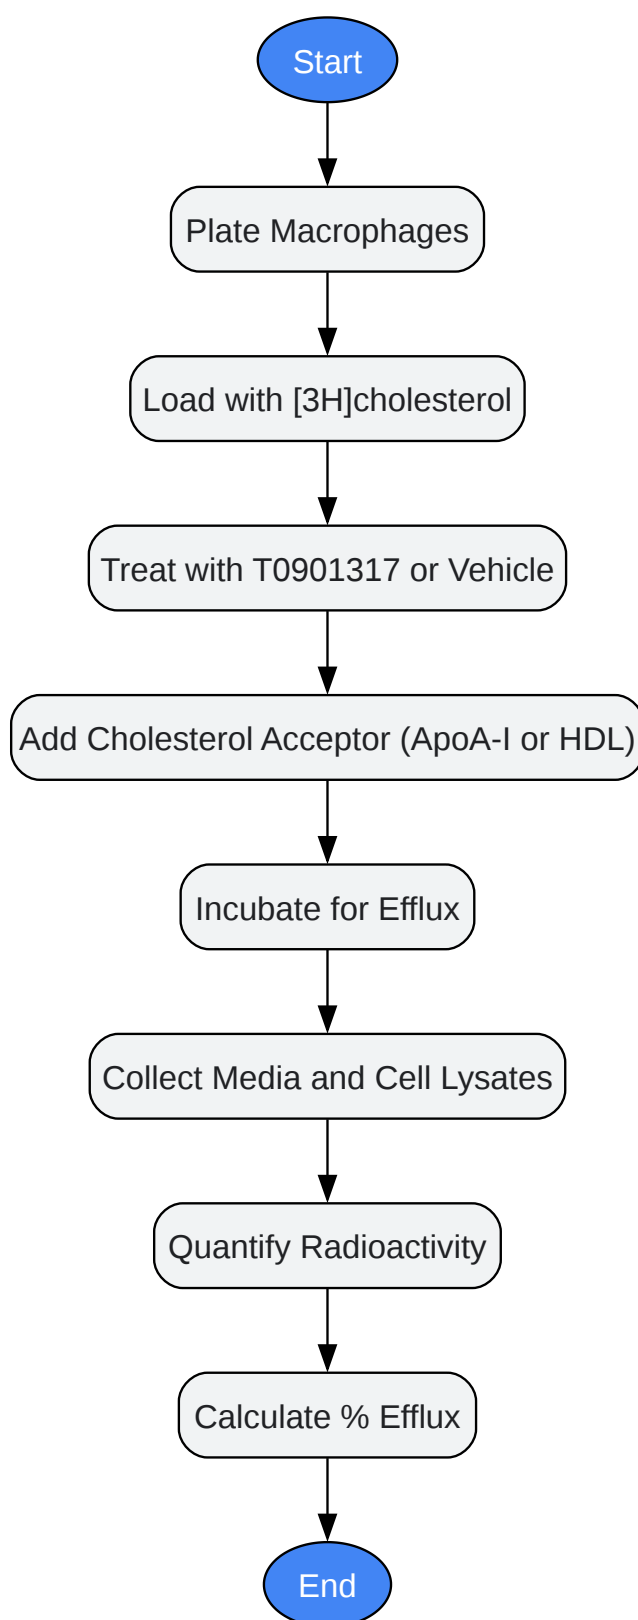 Start
Plate Macrophages
Load with [3H]cholesterol
Treat with T0901317 or Vehicle
Add Cholesterol Acceptor (ApoA-I or HDL)
Incubate for Efflux
Collect Media and Cell Lysates
Quantify Radioactivity
Calculate % Efflux
End